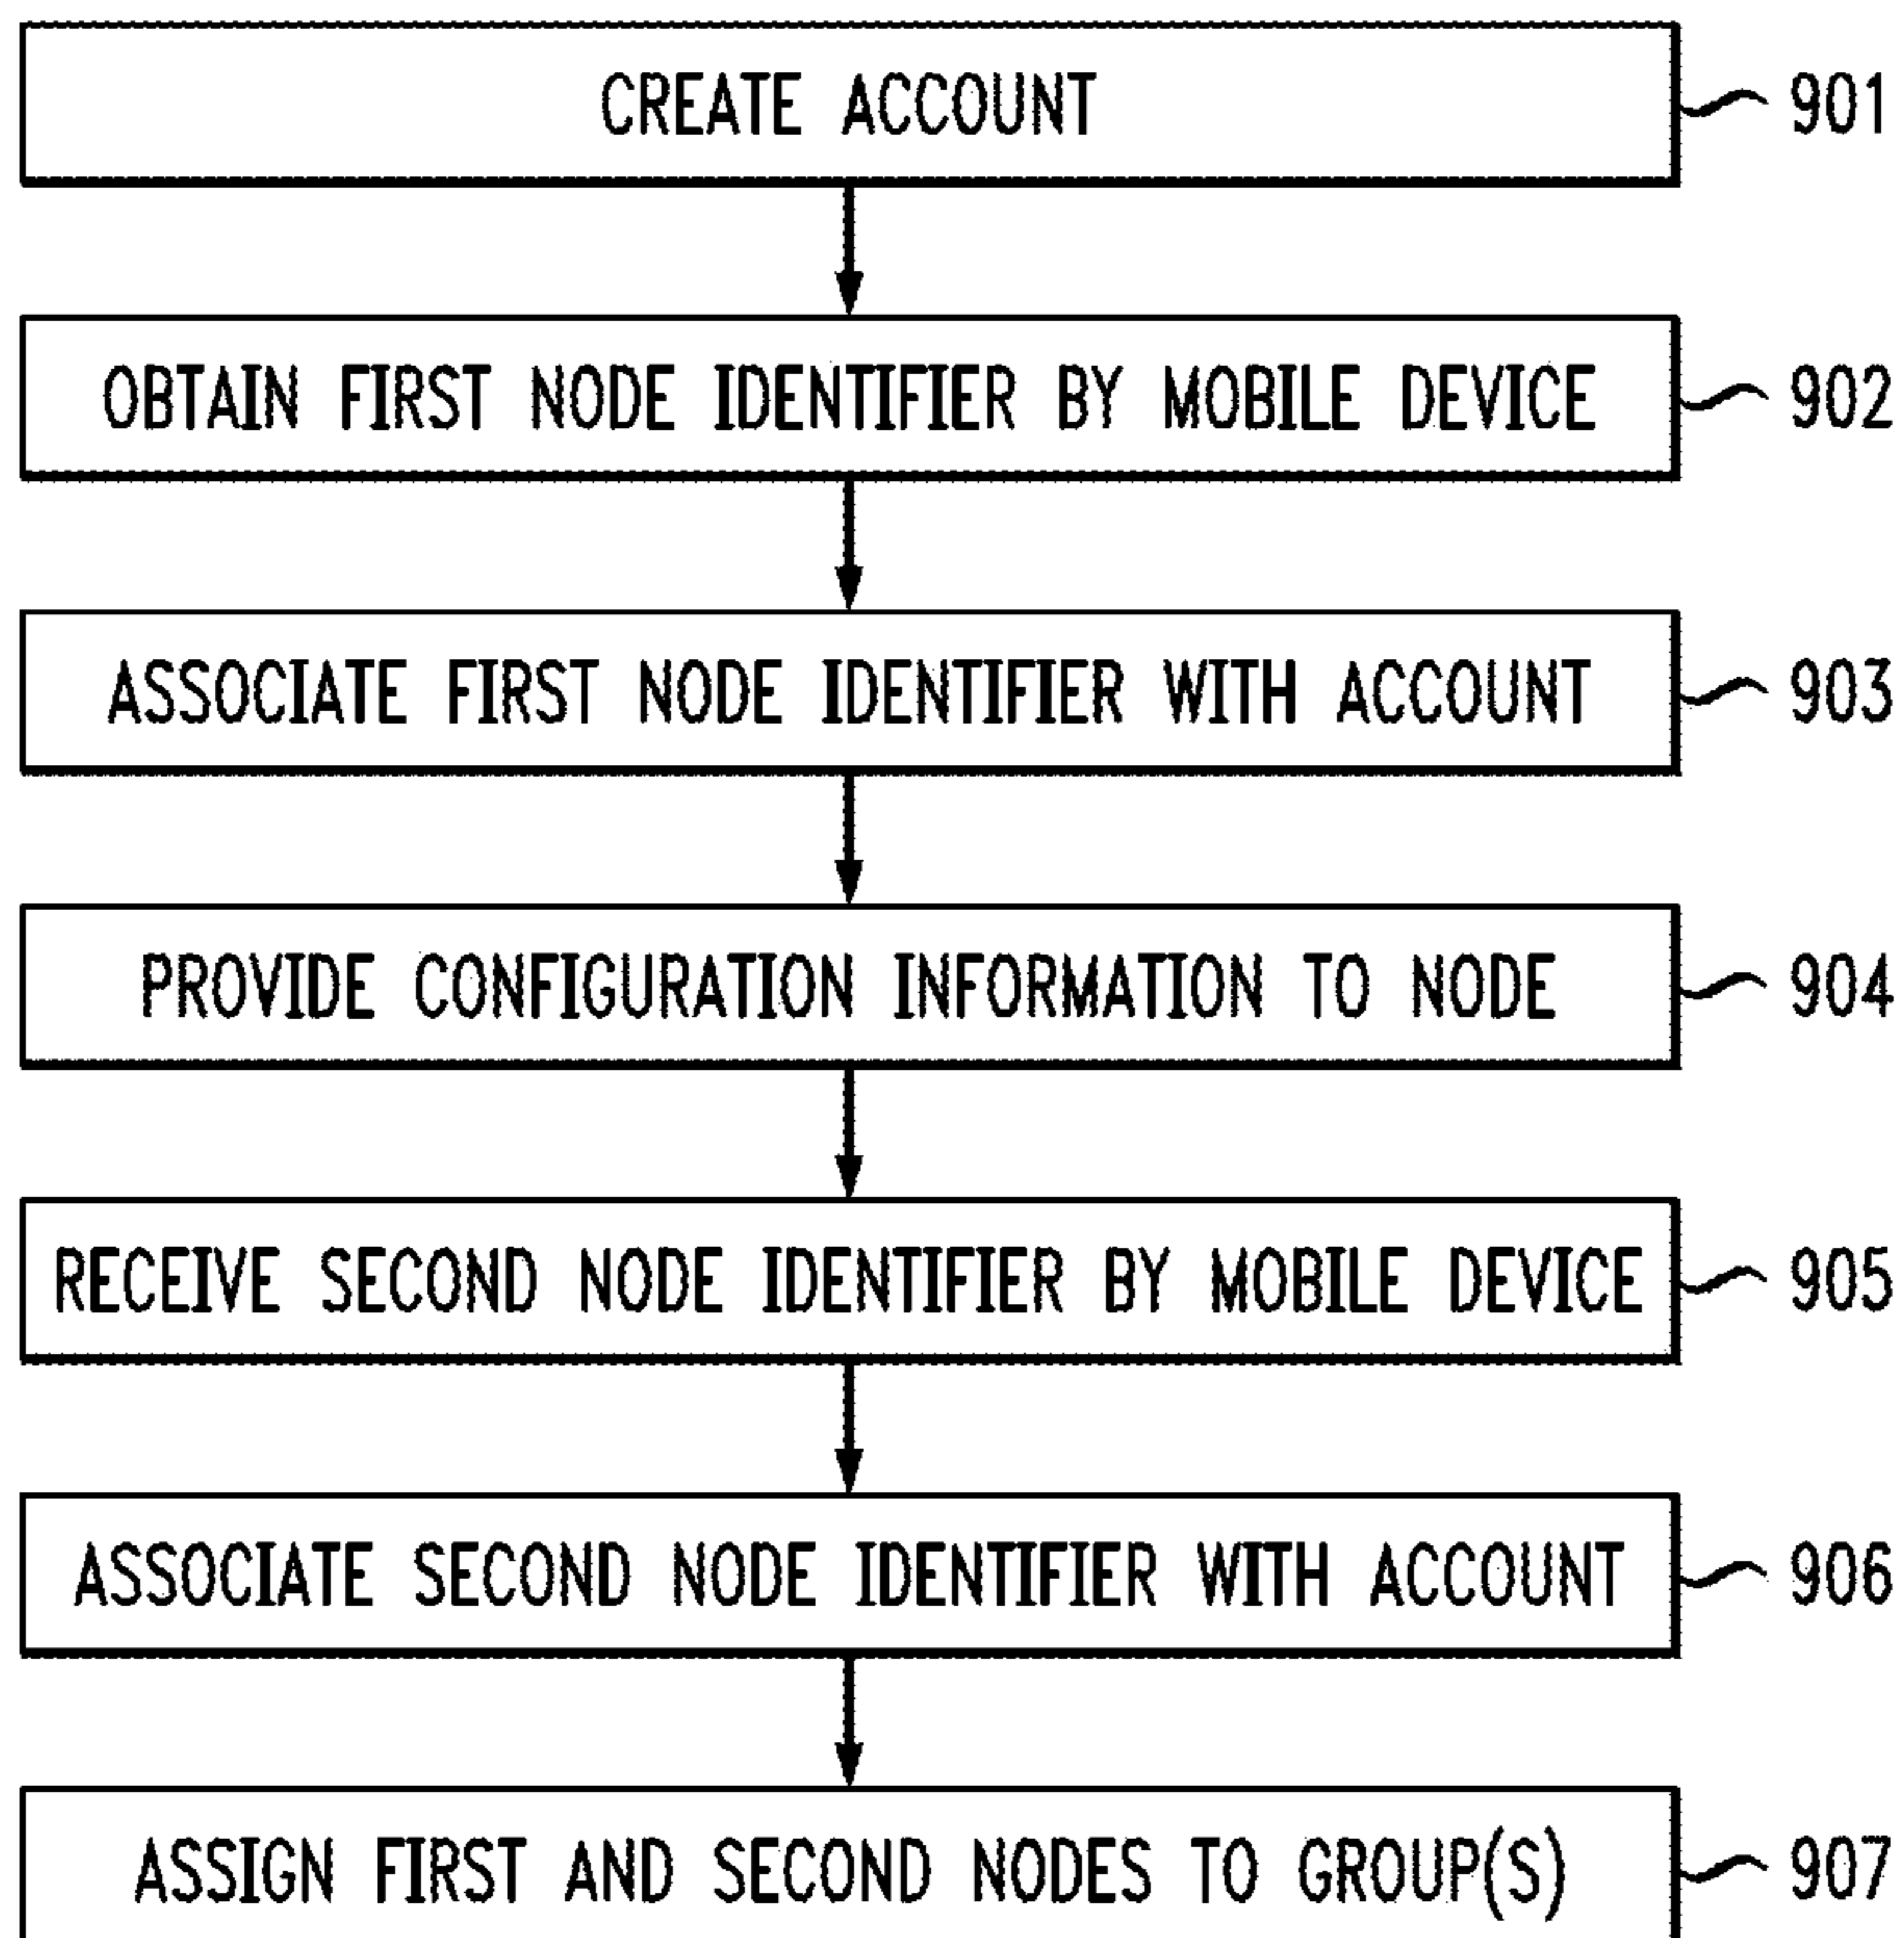 CREATE ACCOUNT 901
OBTAIN FIRST NODE IDENTIFIER BY MOBILE DEVICE 902
ASSOCIATE FIRST NODE IDENTIFIER WITH ACCOUNT 903
PROVIDE CONFIGURATION INFORMATION TO NODE 904
RECEIVE SECOND NODE IDENTIFIER BY MOBILE DEVICE 905
ASSOCIATE SECOND NODE IDENTIFIER WITH ACCOUNT 906
ASSIGN FIRST AND SECOND NODES TO GROUP(S) 907